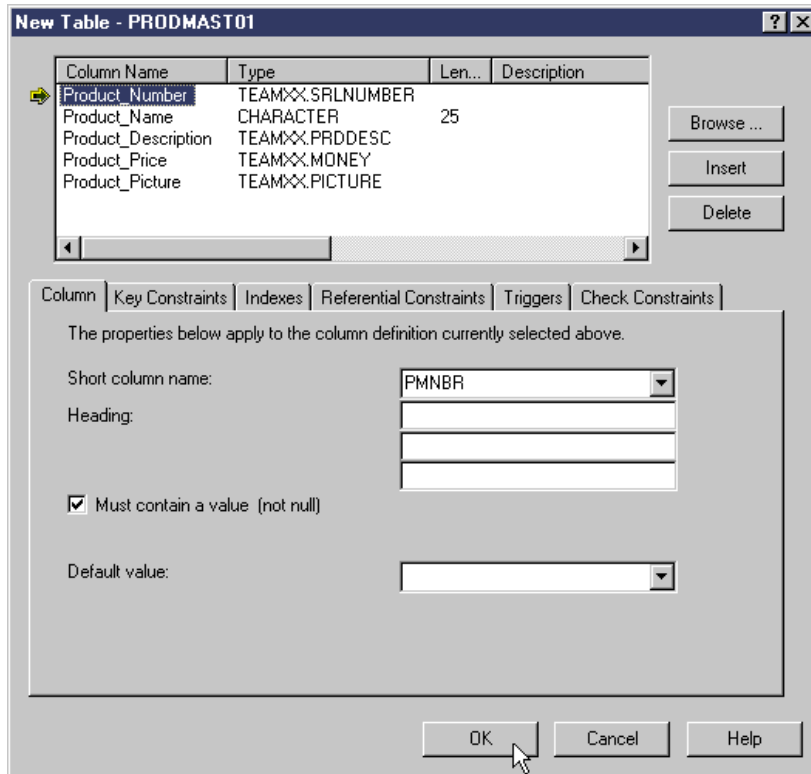 New Table - PRODMAST01
Column Name Type Len... Description
Product_Number TEAMXX.SRLNUMBER
Product_Name CHARACTER 25
Product_Description TEAMXX.PRDDESC
Product_Price TEAMXX.MONEY
Product_Picture TEAMXX.PICTURE
Browse ...
Insert
Delete
Column Key Constraints Indexes Referential Constraints Triggers Check Constraints
The properties below apply to the column definition currently selected above.
Short column name: PMNBR
Heading:
Must contain a value (not null)
Default value:
OK Cancel Help